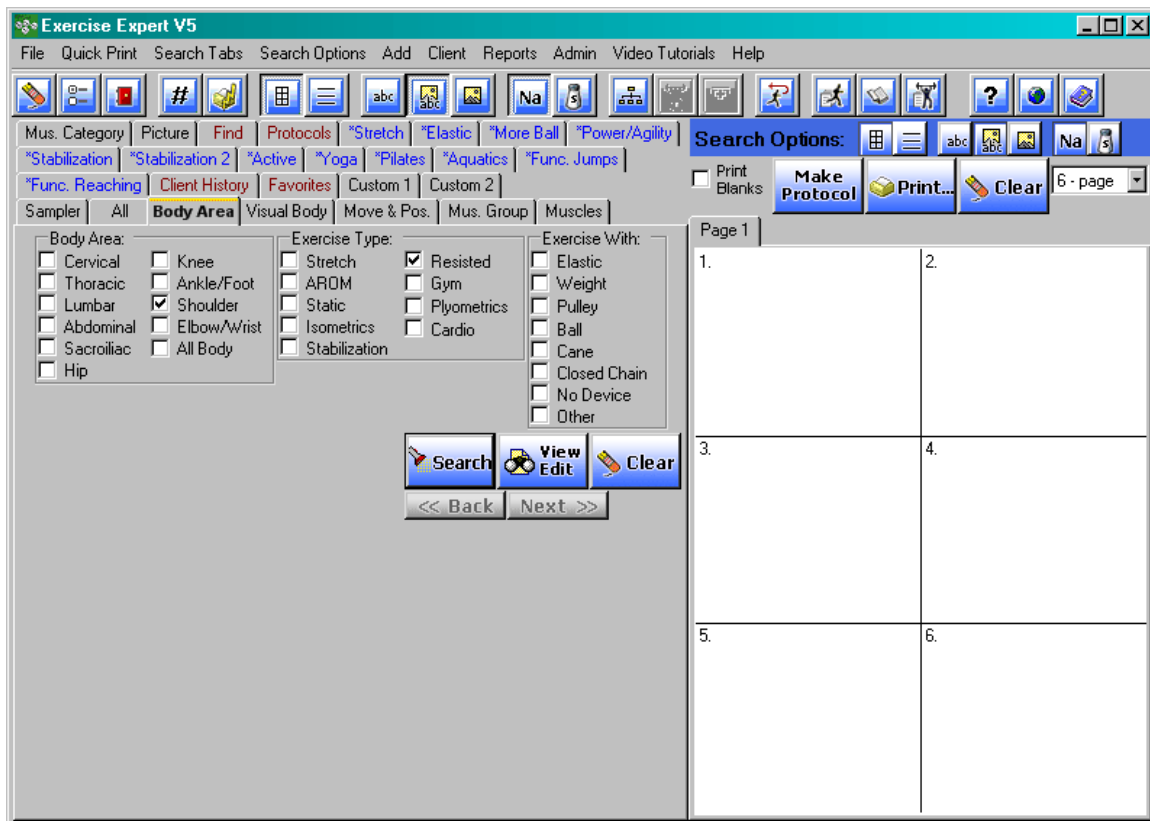 Exercise Expert V5
File Quick Print Search Tabs Search Options Add Client Reports Admin Video Tutorials Help
# abc abc Na s ?
Mus. Category Picture Find Protocols *Stretch *Elastic *More Ball *Power/Agility
*Stabilization *Stabilization 2 *Active *Yoga *Pilates *Aquatics *Func. Jumps
*Func. Reaching Client History Favorites Custom 1 Custom 2
Sampler All Body Area Visual Body Move & Pos. Mus. Group Muscles
Body Area:
Cervical Knee
Thoracic Ankle/Foot
Lumbar Shoulder
Abdominal Elbow/Wrist
Sacroiliac All Body
Hip
Exercise Type:
Stretch Resisted
AROM Gym
Static Plyometrics
Isometrics Cardio
Stabilization
Exercise With:
Elastic
Weight
Pulley
Ball
Cane
Closed Chain
No Device
Other
Search View Edit Clear
<< Back Next >>
Search Options: abc abc Na s
Print Blanks Make Protocol Print... Clear 6 - page
Page 1
1. 2.
3. 4.
5. 6.